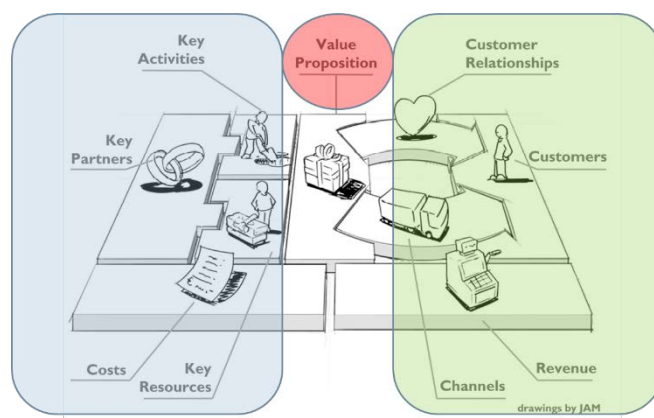 Key
Activities
Value
Proposition
Customer
Relationships
Key
Partners
Customers
Costs
Key
Resources
Channels
Revenue
drawings by JAM